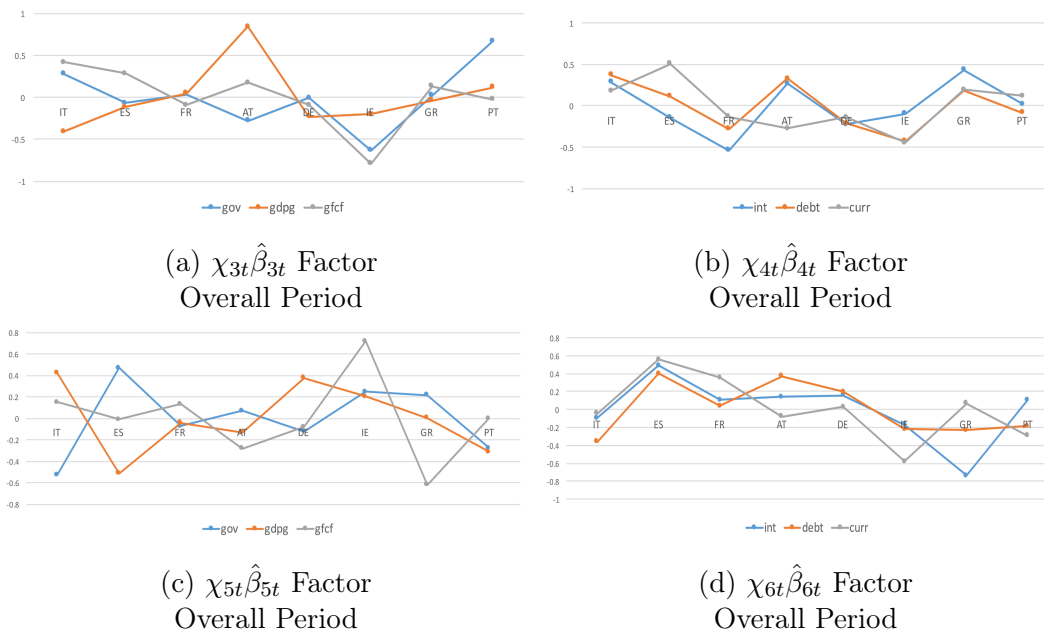 1
0.5
0
-0.5
-1
IT ES FR AT DE IE GR PT
gov gdpg gfcf
(a) χ₃ₜβ̂₃ₜ Factor
Overall Period
1
0.5
0
-0.5
-1
IT ES FR AT DE IE GR PT
int debt curr
(b) χ₄ₜβ̂₄ₜ Factor
Overall Period
0.8
0.6
0.4
0.2
0
-0.2
-0.4
-0.6
-0.8
IT ES FR AT DE IE GR PT
gov gdpg gfcf
(c) χ₅ₜβ̂₅ₜ Factor
Overall Period
0.8
0.6
0.4
0.2
0
-0.2
-0.4
-0.6
-0.8
-1
IT ES FR AT DE IE GR PT
int debt curr
(d) χ₆ₜβ̂₆ₜ Factor
Overall Period